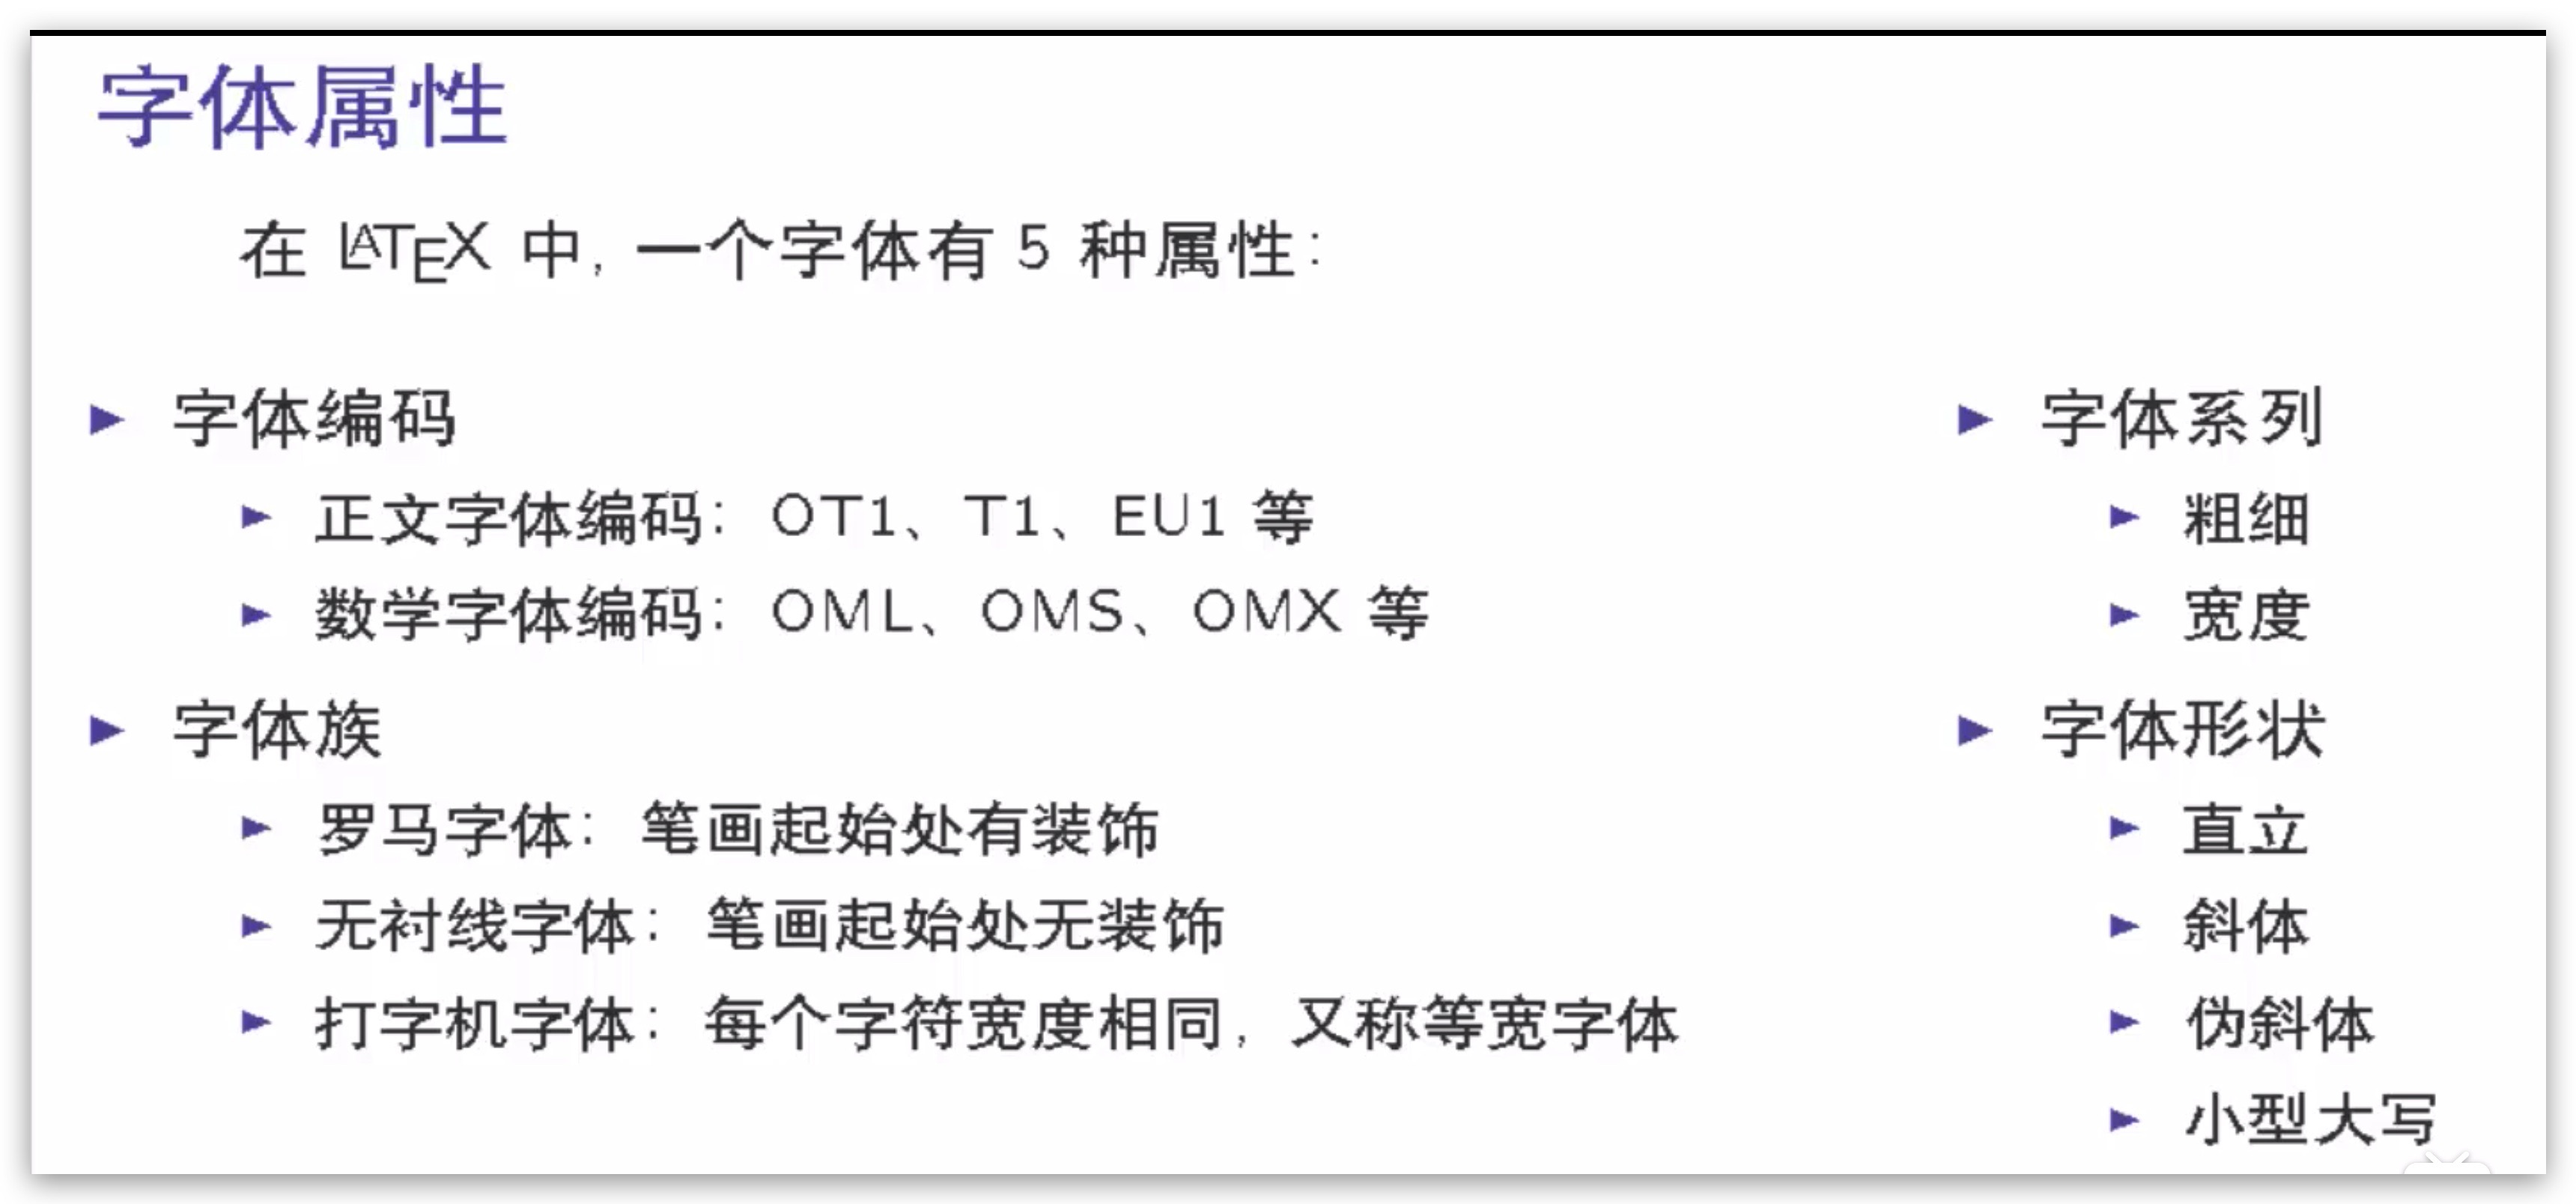 字体属性
在 LATEX 中，一个字体有 5 种属性：
字体编码
正文字体编码：OT1、T1、EU1 等
数学字体编码：OML、OMS、OMX 等
字体族
罗马字体：笔画起始处有装饰
无衬线字体：笔画起始处无装饰
打字机字体：每个字符宽度相同，又称等宽字体
字体系列
粗细
宽度
字体形状
直立
斜体
伪斜体
小型大写